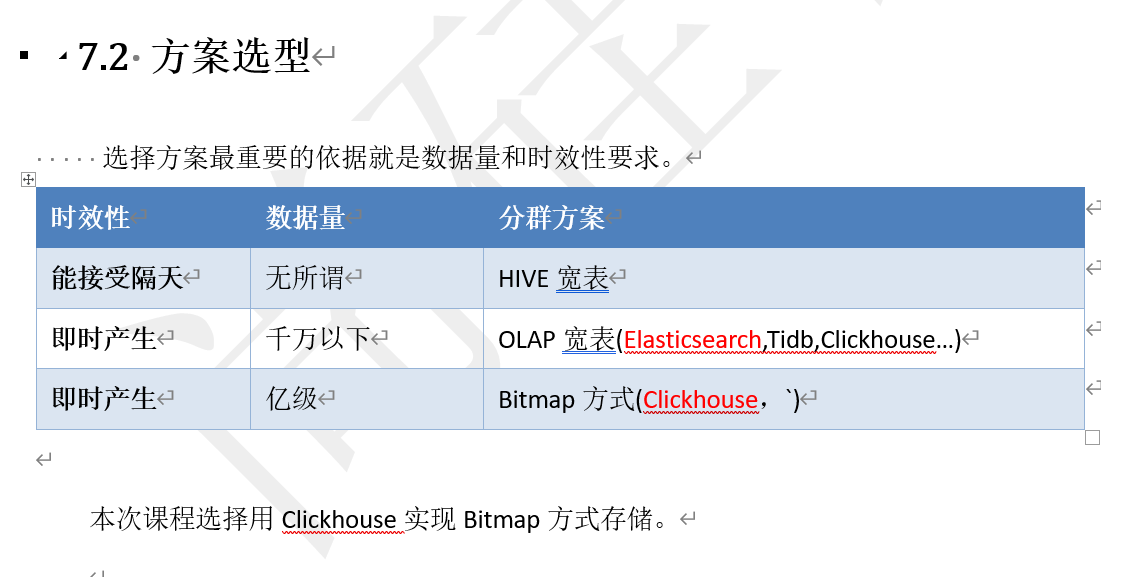 7.2 方案选型
选择方案最重要的依据就是数据量和时效性要求。
时效性 数据量 分群方案
能接受隔天 无所谓 HIVE 宽表
即时产生 千万以下 OLAP 宽表(Elasticsearch,Tidb,Clickhouse…)
即时产生 亿级 Bitmap 方式(Clickhouse，`)
本次课程选择用 Clickhouse 实现 Bitmap 方式存储。